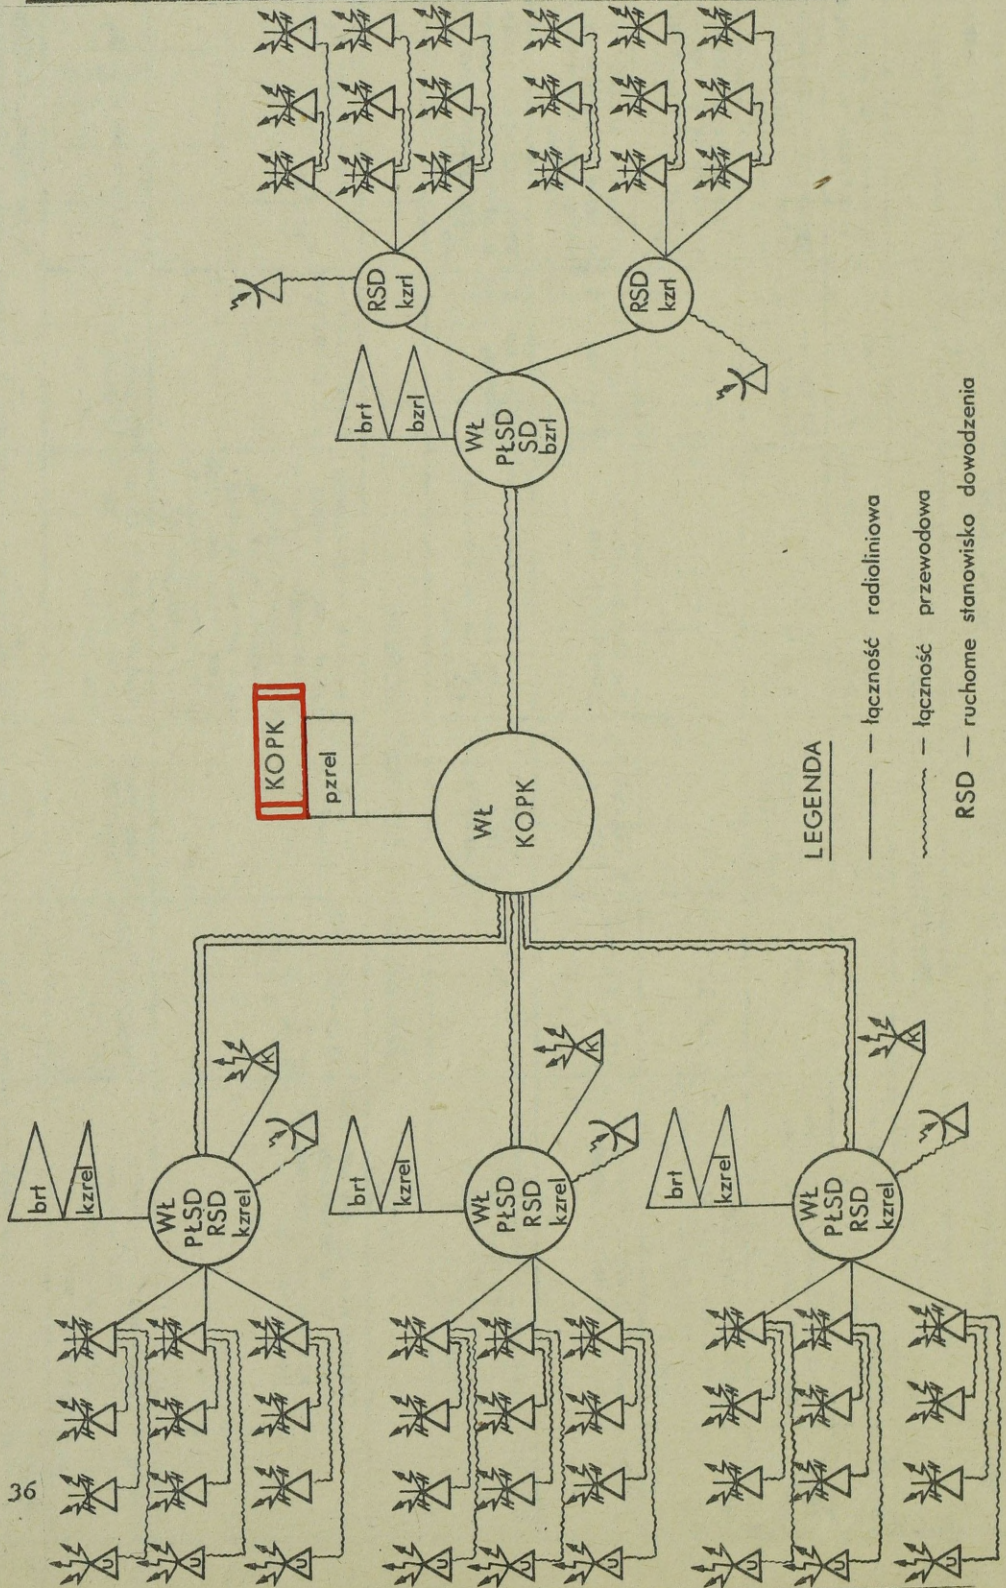 36
KOPK
pzrel
WŁ
KOPK
brt
kzrel
WŁ
PŁSD
RSD
kzrel
K
U
U
U
brt
kzrel
WŁ
PŁSD
RSD
kzrel
K
U
U
U
brt
kzrel
WŁ
PŁSD
RSD
kzrel
K
U
U
U
brt
bzrl
WŁ
PŁSD
SD
bzrl
RSD
kzrl
RSD
kzrl
LEGENDA
— łączność radioliniowa
— łączność przewodowa
RSD — ruchome stanowisko dowodzenia